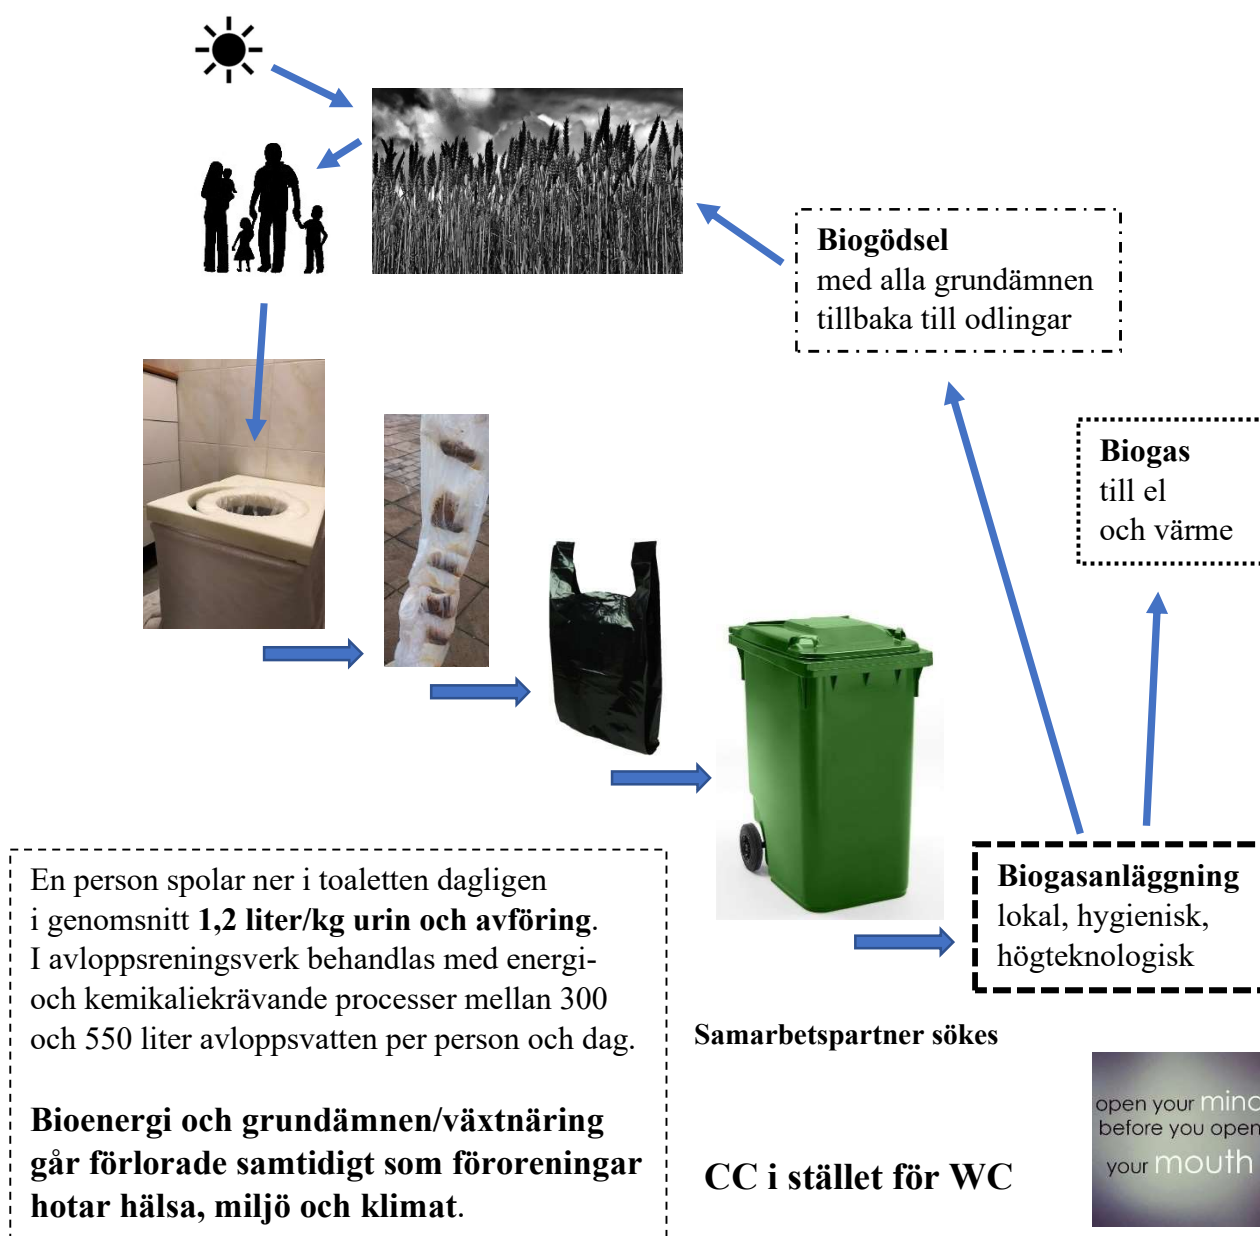 Biogödsel
med alla grundämnen
tillbaka till odlingar
Biogas
till el
och värme
Biogasanläggning
lokal, hygienisk,
högteknologisk
En person spolar ner i toaletten dagligen
i genomsnitt 1,2 liter/kg urin och avföring.
I avloppsreningsverk behandlas med energi-
och kemikaliekrävande processer mellan 300
och 550 liter avloppsvatten per person och dag.
Bioenergi och grundämnen/växtnäring
går förlorade samtidigt som föroreningar
hotar hälsa, miljö och klimat.
Samarbetspartner sökes
CC i stället för WC
open your mind
before you open
your mouth